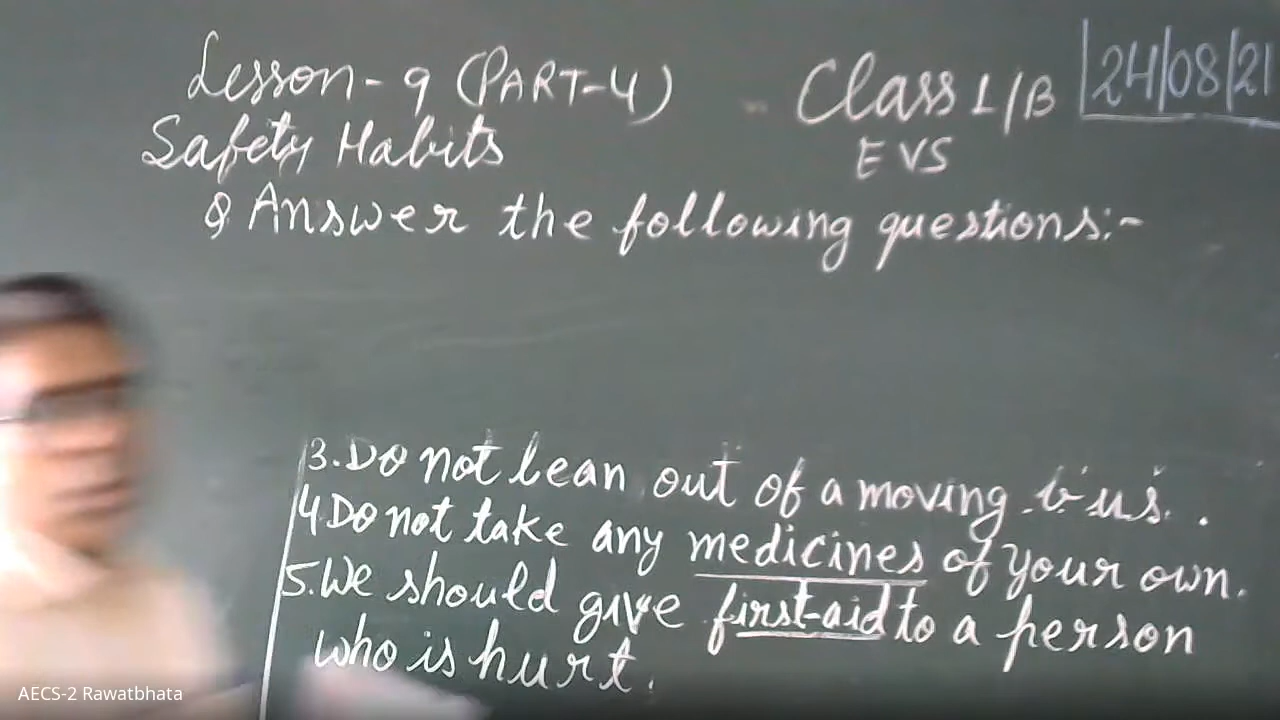 Lesson-9 (PART-4) Class I/B 24/08/21
Safety Habits EVS
Q Answer the following questions:-
3. Do not lean out of a moving bus.
4. Do not take any medicines of your own.
5. We should give first-aid to a person
who is hurt.
AECS-2 Rawatbhata